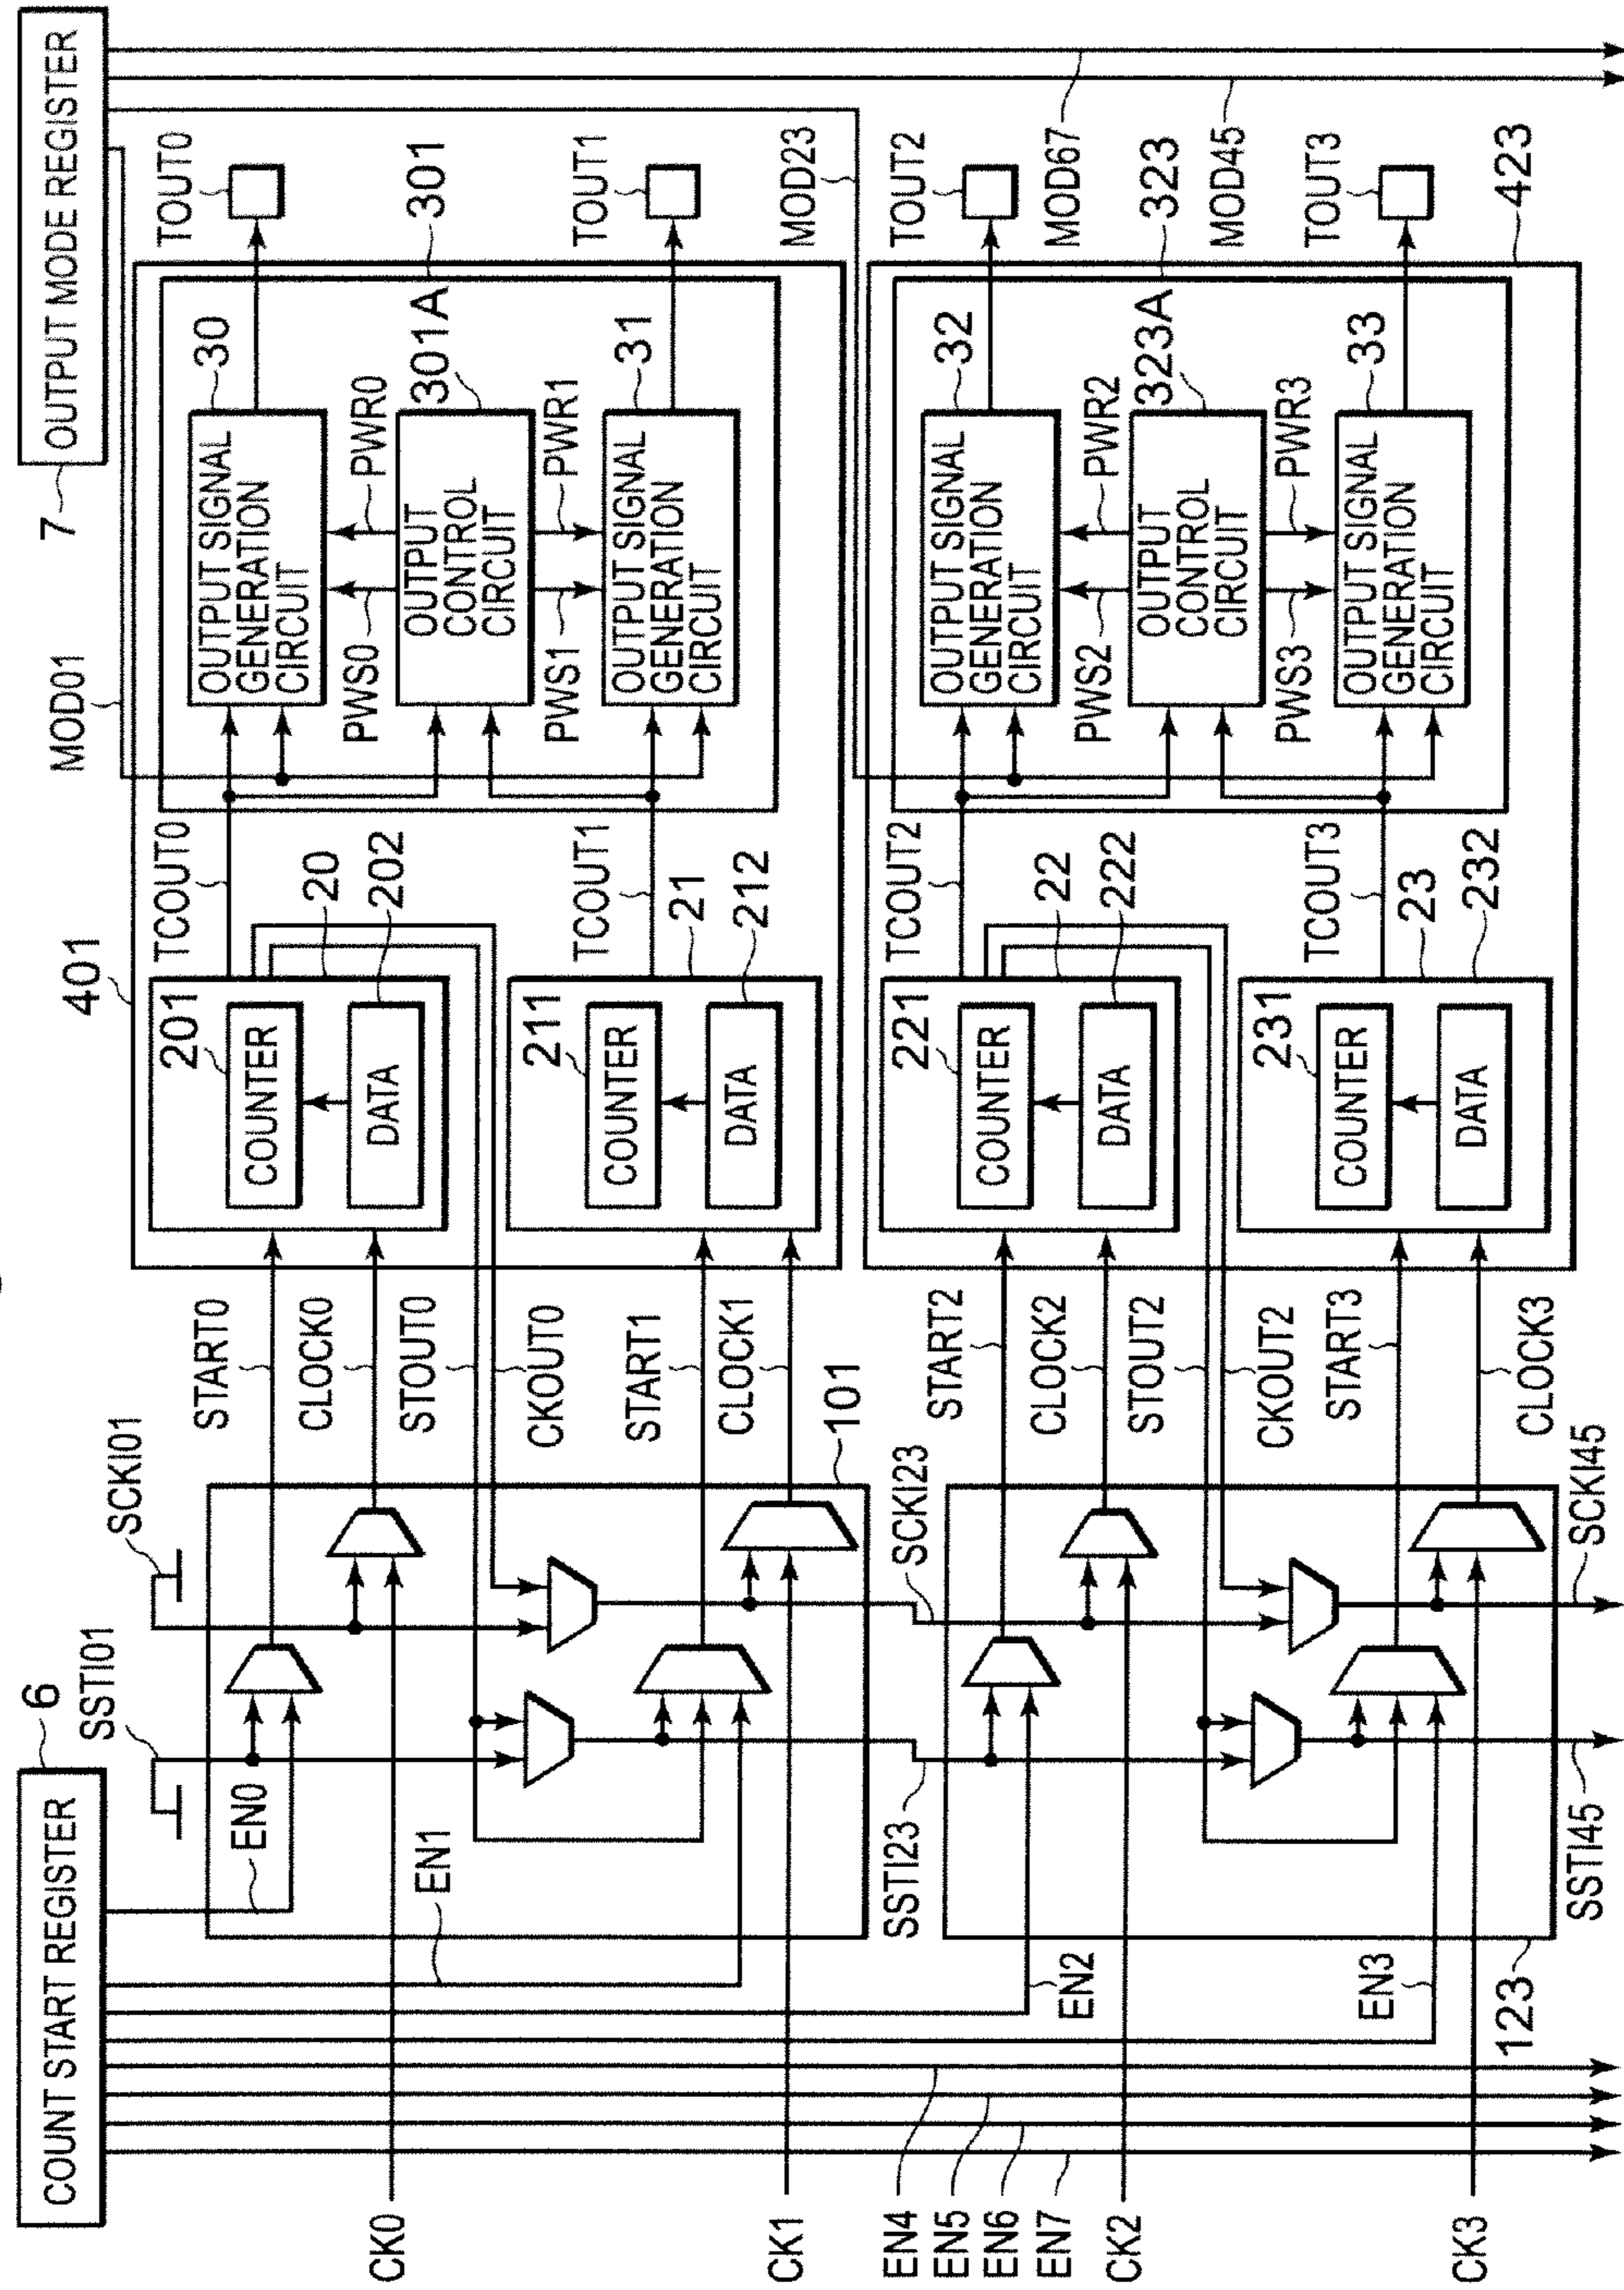 COUNT START REGISTER
6
OUTPUT MODE REGISTER
7
SSTI01
SCKI01
EN0
EN1
START0
CLOCK0
STOUT0
CKOUT0
START1
CLOCK1
101
401
201
COUNTER
DATA
20
202
211
COUNTER
DATA
21
212
TCOUT0
TCOUT1
MOD01
OUTPUT SIGNAL
GENERATION
CIRCUIT
30
PWS0
PWR0
OUTPUT
CONTROL
CIRCUIT
301A
PWS1
PWR1
OUTPUT SIGNAL
GENERATION
CIRCUIT
31
301
TOUT0
TOUT1
MOD23
CK0
CK1
SSTI23
SCKI23
EN2
EN3
START2
CLOCK2
STOUT2
CKOUT2
START3
CLOCK3
123
221
COUNTER
DATA
22
222
231
COUNTER
DATA
23
232
TCOUT2
TCOUT3
OUTPUT SIGNAL
GENERATION
CIRCUIT
32
PWS2
PWR2
OUTPUT
CONTROL
CIRCUIT
323A
PWS3
PWR3
OUTPUT SIGNAL
GENERATION
CIRCUIT
33
323
423
TOUT2
TOUT3
MOD67
MOD45
EN4
EN5
EN6
EN7
CK2
CK3
SSTI45
SCKI45